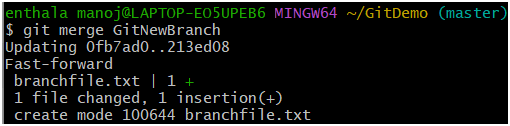 enthala manoj@LAPTOP-EO5UPEB6 MINGW64 ~/GitDemo (master)
$ git merge GitNewBranch
Updating 0fb7ad0..213ed08
Fast-forward
 branchfile.txt | 1 +
 1 file changed, 1 insertion(+)
 create mode 100644 branchfile.txt